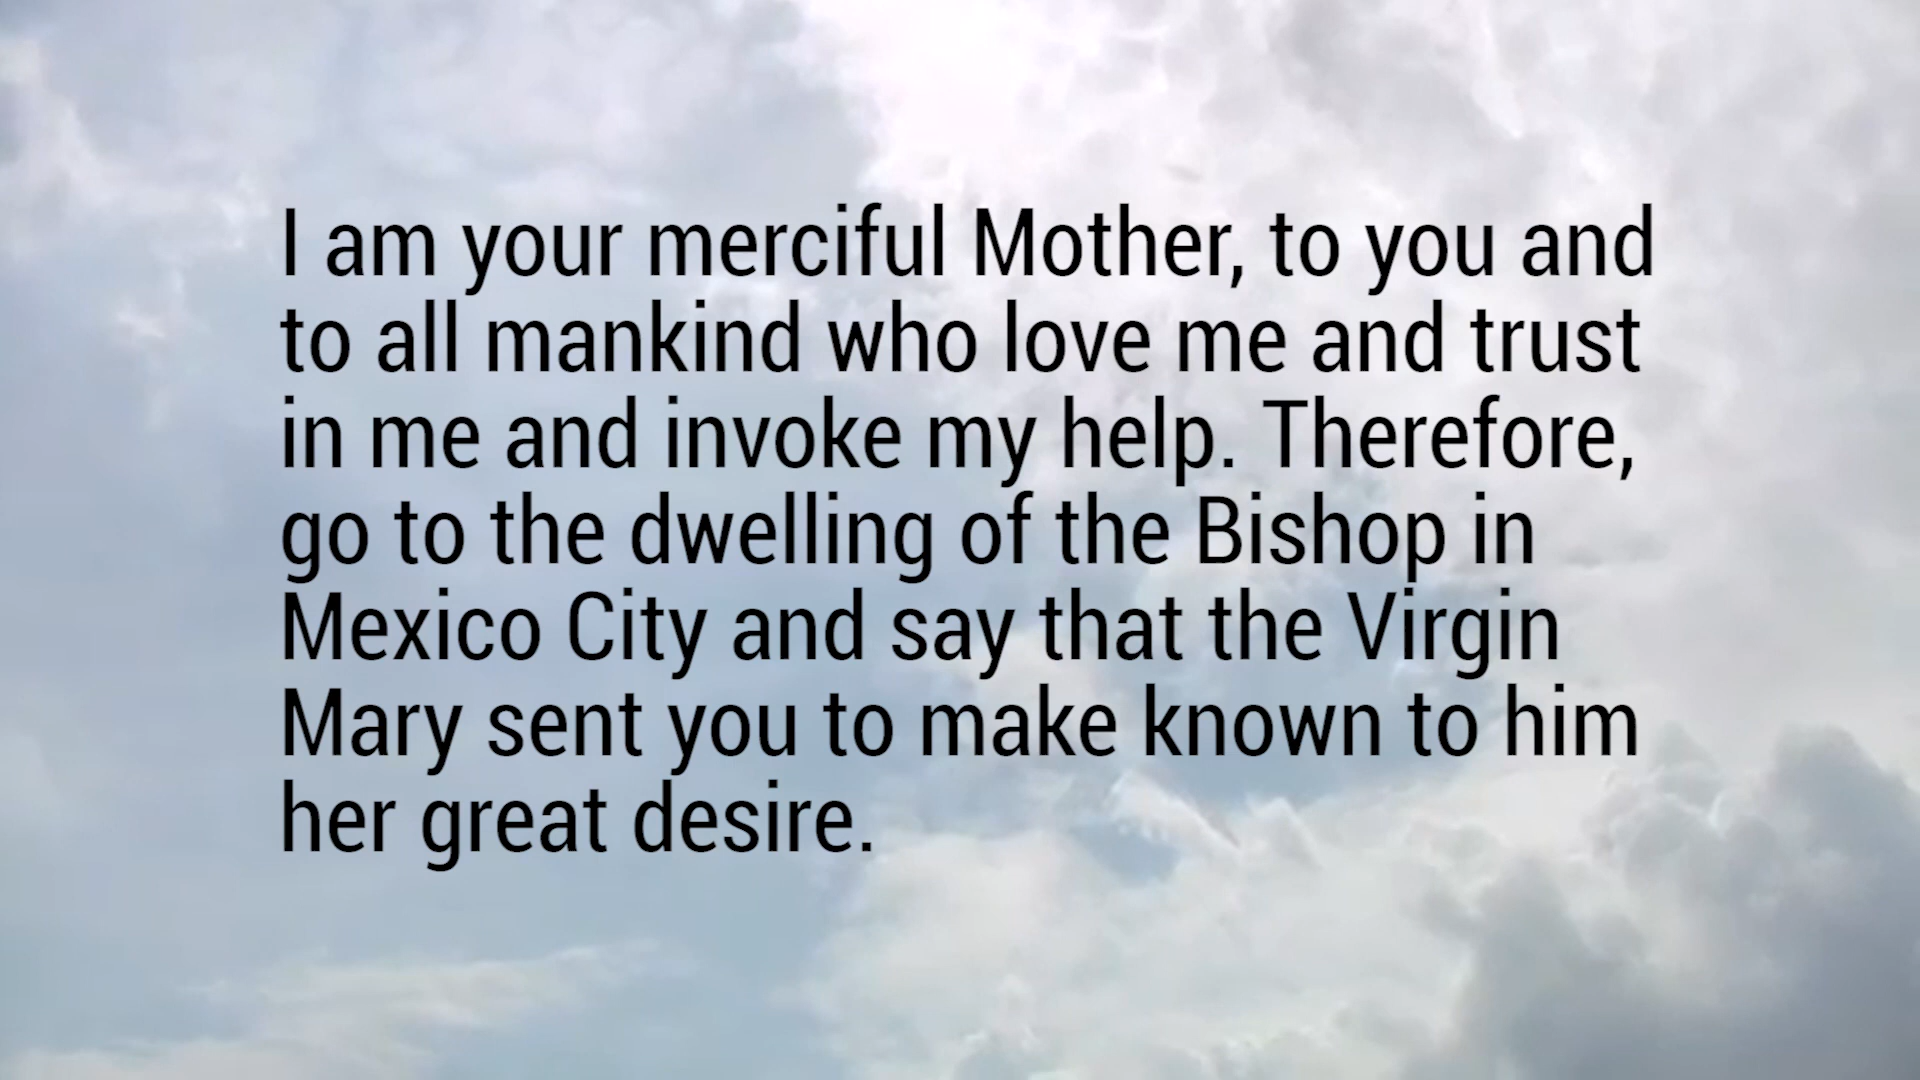 I am your merciful Mother, to you and
to all mankind who love me and trust
in me and invoke my help. Therefore,
go to the dwelling of the Bishop in
Mexico City and say that the Virgin
Mary sent you to make known to him
her great desire.